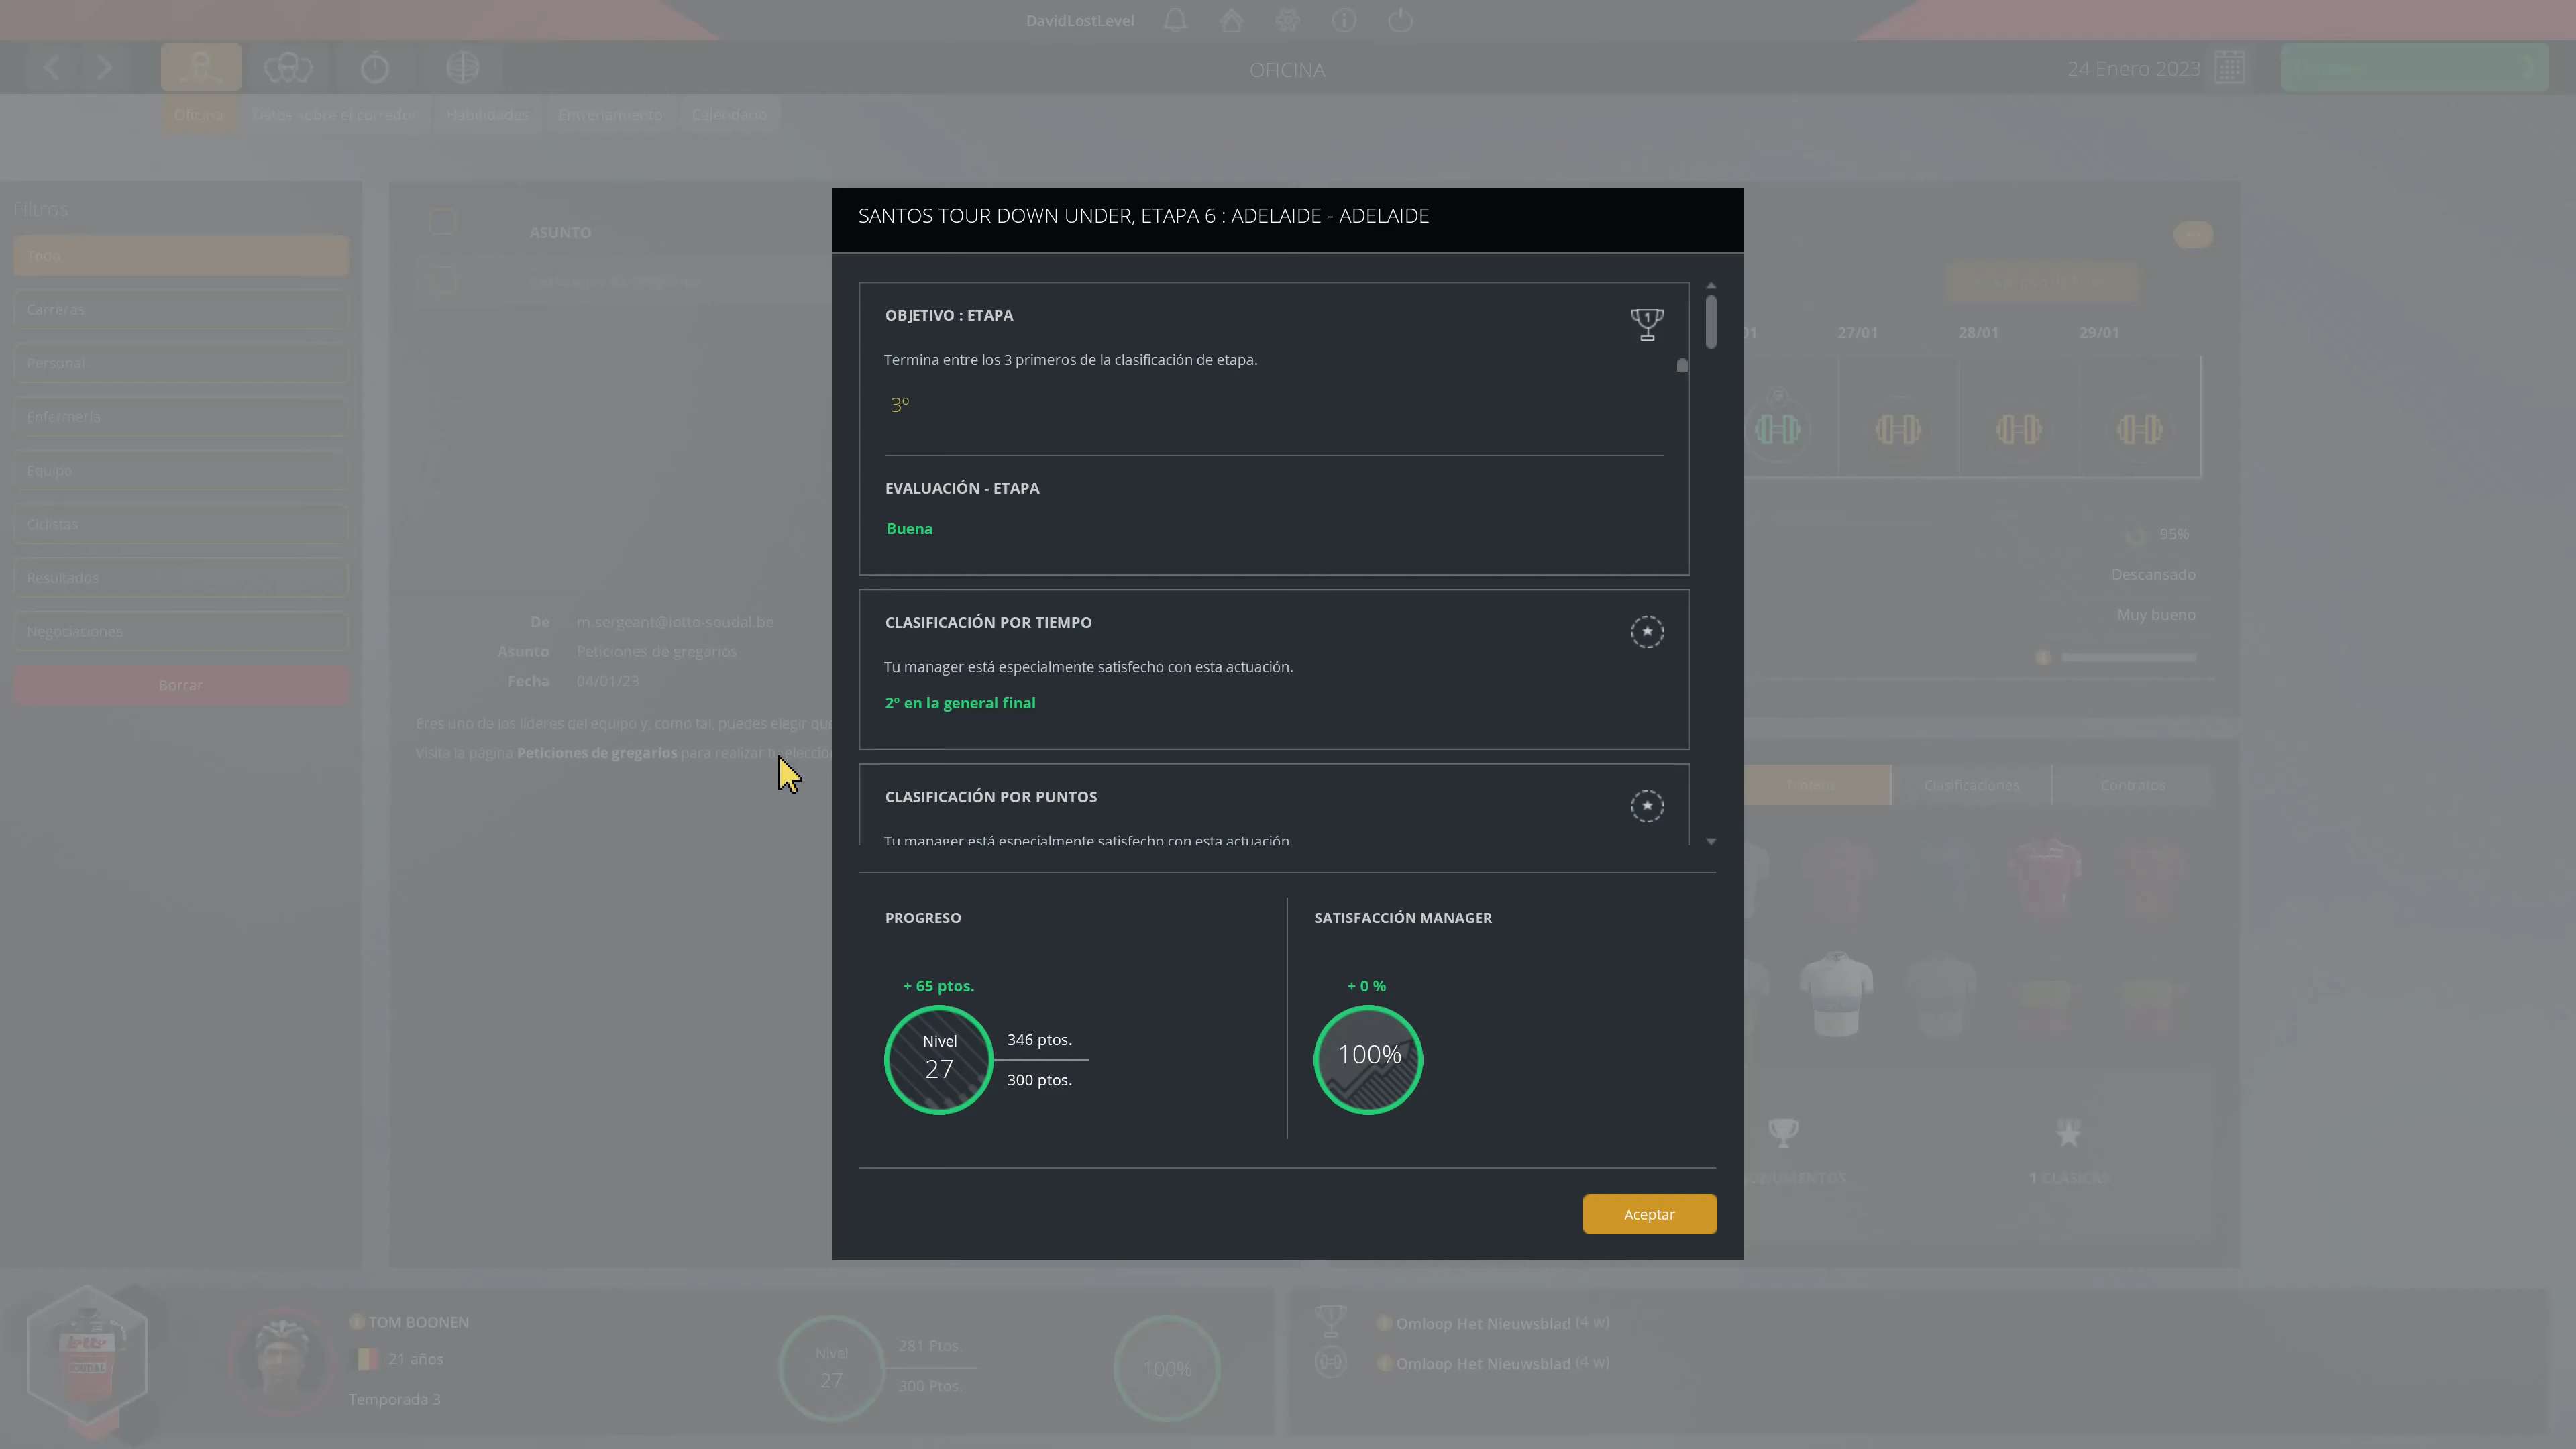 DavidLostLevel
OFICINA
24 Enero 2023
Oficina
Datos sobre el corredor
Habilidades
Entrenamiento
Calendario
Filtros
Todo
Carreras
Personal
Enfermería
Equipo
Ciclistas
Resultados
Negociaciones
Borrar
ASUNTO
Peticiones de gregarios
De m.sergeant@lotto-soudal.be
Asunto Peticiones de gregarios
Fecha 04/01/23
Eres uno de los líderes del equipo y, como tal, puedes elegir que
Visita la página Peticiones de gregarios para realizar tu elección
SANTOS TOUR DOWN UNDER, ETAPA 6 : ADELAIDE - ADELAIDE
OBJETIVO : ETAPA
Termina entre los 3 primeros de la clasificación de etapa.
3º
EVALUACIÓN - ETAPA
Buena
CLASIFICACIÓN POR TIEMPO
Tu manager está especialmente satisfecho con esta actuación.
2º en la general final
CLASIFICACIÓN POR PUNTOS
Tu manager está especialmente satisfecho con esta actuación.
PROGRESO
+ 65 ptos.
Nivel
27
346 ptos.
300 ptos.
SATISFACCIÓN MANAGER
+ 0 %
100%
Aceptar
27/01
28/01
29/01
95%
Descansado
Muy bueno
Trofeos
Clasificaciones
Contratos
1 CLÁSICAS
TOM BOONEN
21 años
Temporada 3
Nivel
27
281 Ptos.
300 Ptos.
100%
Omloop Het Nieuwsblad (4 w)
Omloop Het Nieuwsblad (4 w)